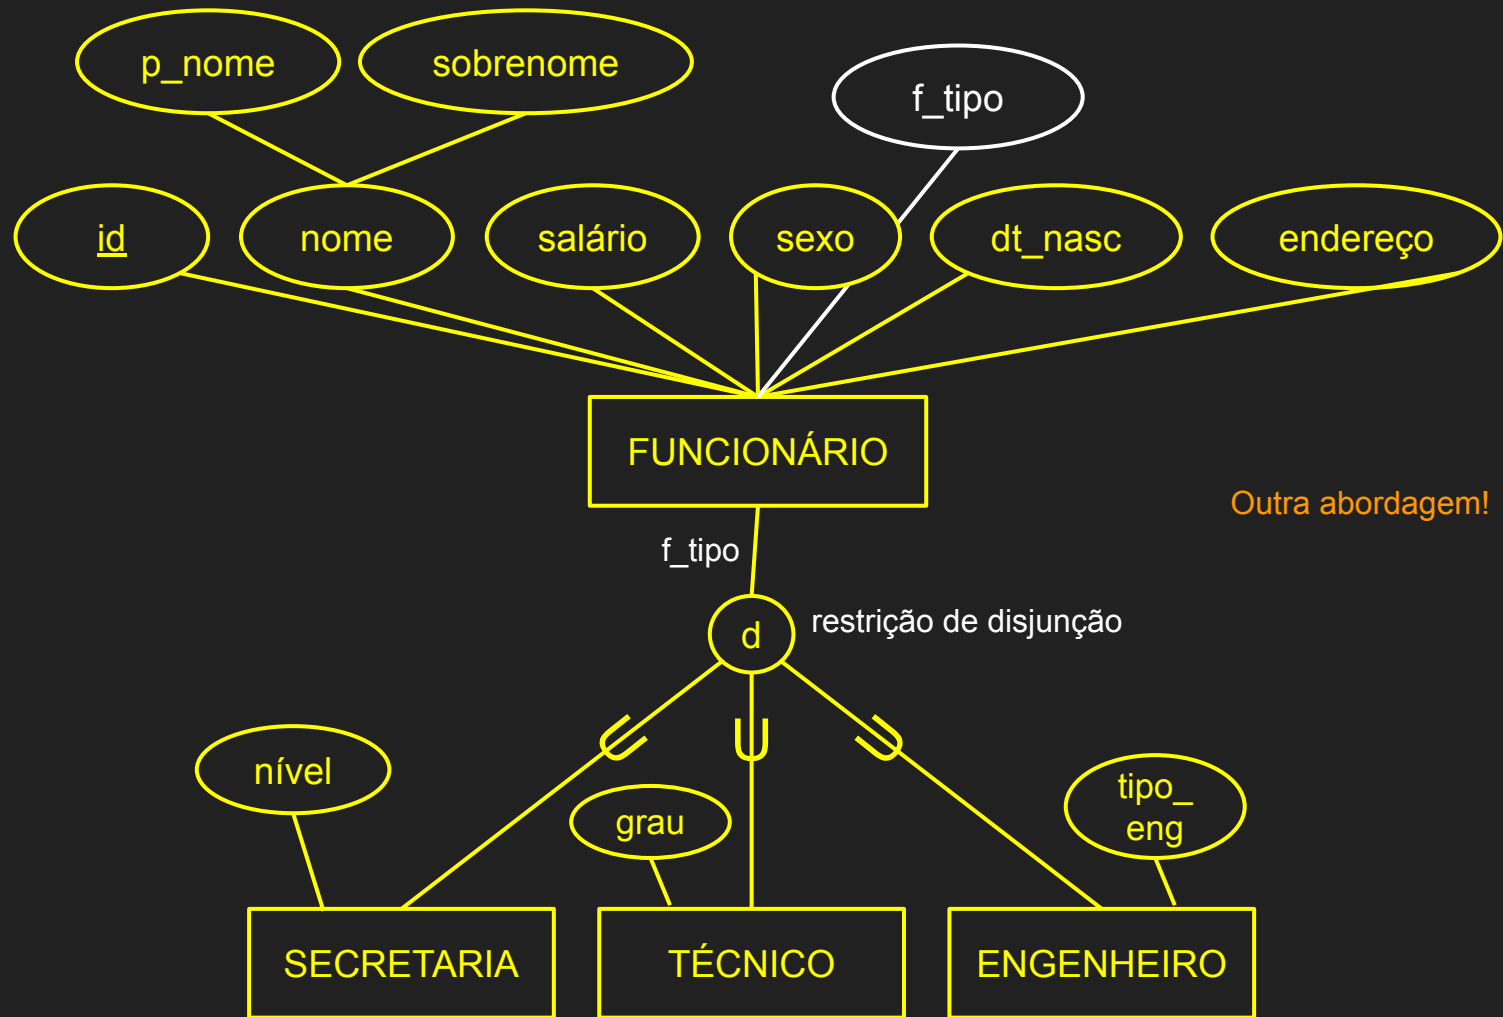 p_nome
sobrenome
f_tipo
id
nome
salário
sexo
dt_nasc
endereço
FUNCIONÁRIO
Outra abordagem!
f_tipo
d
restrição de disjunção
nível
grau
tipo_
eng
SECRETARIA
TÉCNICO
ENGENHEIRO